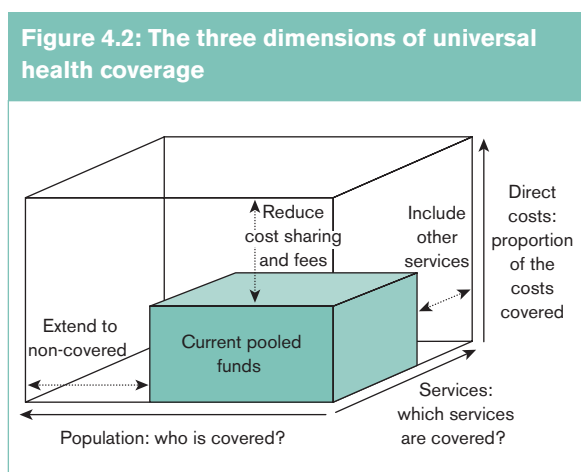 Figure 4.2: The three dimensions of universal
health coverage
Reduce
cost sharing
and fees
Include
other
services
Direct
costs:
proportion
of the
costs
covered
Extend to
non-covered
Current pooled
funds
Population: who is covered?
Services:
which services
are covered?